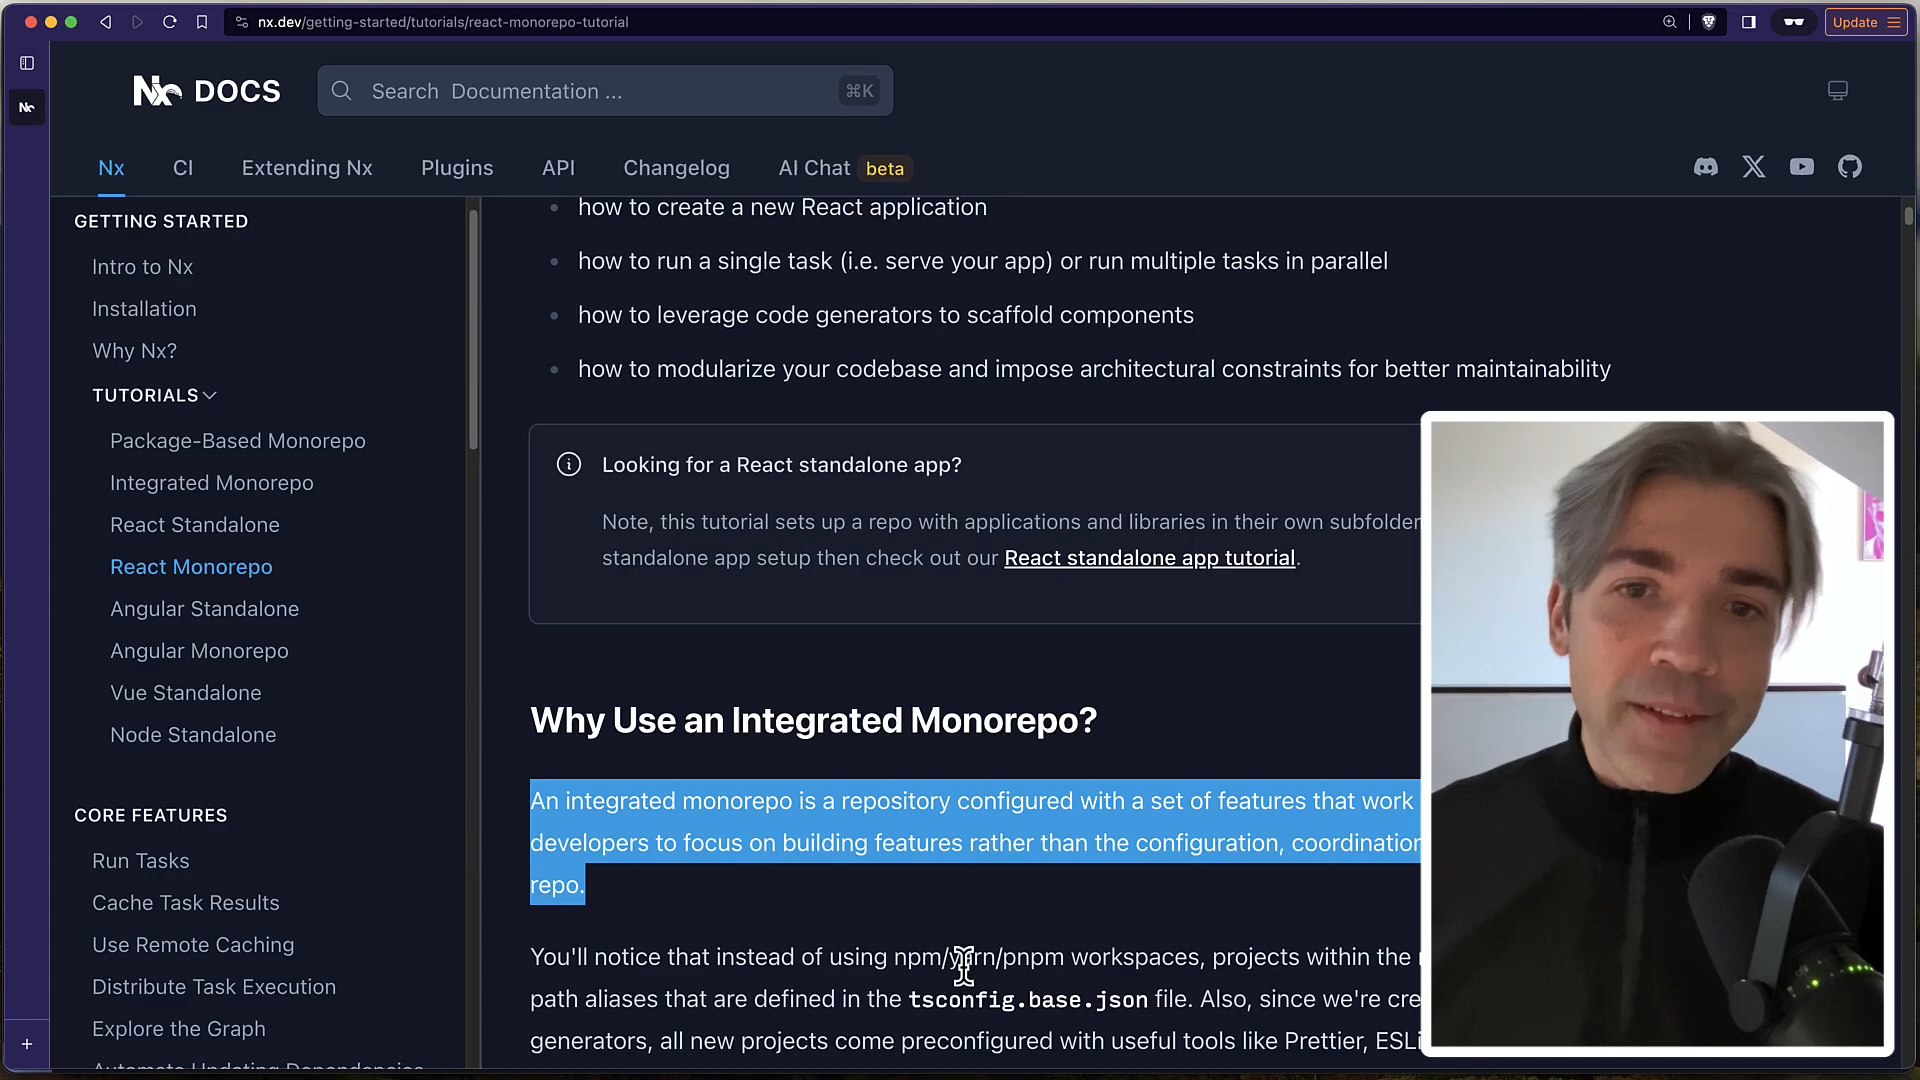 nx.dev/getting-started/tutorials/react-monorepo-tutorial
Update
Nx DOCS
Search Documentation ...
⌘K
Nx
CI
Extending Nx
Plugins
API
Changelog
AI Chat beta
GETTING STARTED
Intro to Nx
Installation
Why Nx?
TUTORIALS
Package-Based Monorepo
Integrated Monorepo
React Standalone
React Monorepo
Angular Standalone
Angular Monorepo
Vue Standalone
Node Standalone
CORE FEATURES
Run Tasks
Cache Task Results
Use Remote Caching
Distribute Task Execution
Explore the Graph
Automate Updating Dependencies
how to create a new React application
how to run a single task (i.e. serve your app) or run multiple tasks in parallel
how to leverage code generators to scaffold components
how to modularize your codebase and impose architectural constraints for better maintainability
Looking for a React standalone app?
Note, this tutorial sets up a repo with applications and libraries in their own subfolder
standalone app setup then check out our React standalone app tutorial.
Why Use an Integrated Monorepo?
An integrated monorepo is a repository configured with a set of features that work
developers to focus on building features rather than the configuration, coordination
repo.
You'll notice that instead of using npm/yarn/pnpm workspaces, projects within the
path aliases that are defined in the tsconfig.base.json file. Also, since we're cre
generators, all new projects come preconfigured with useful tools like Prettier, ESLi